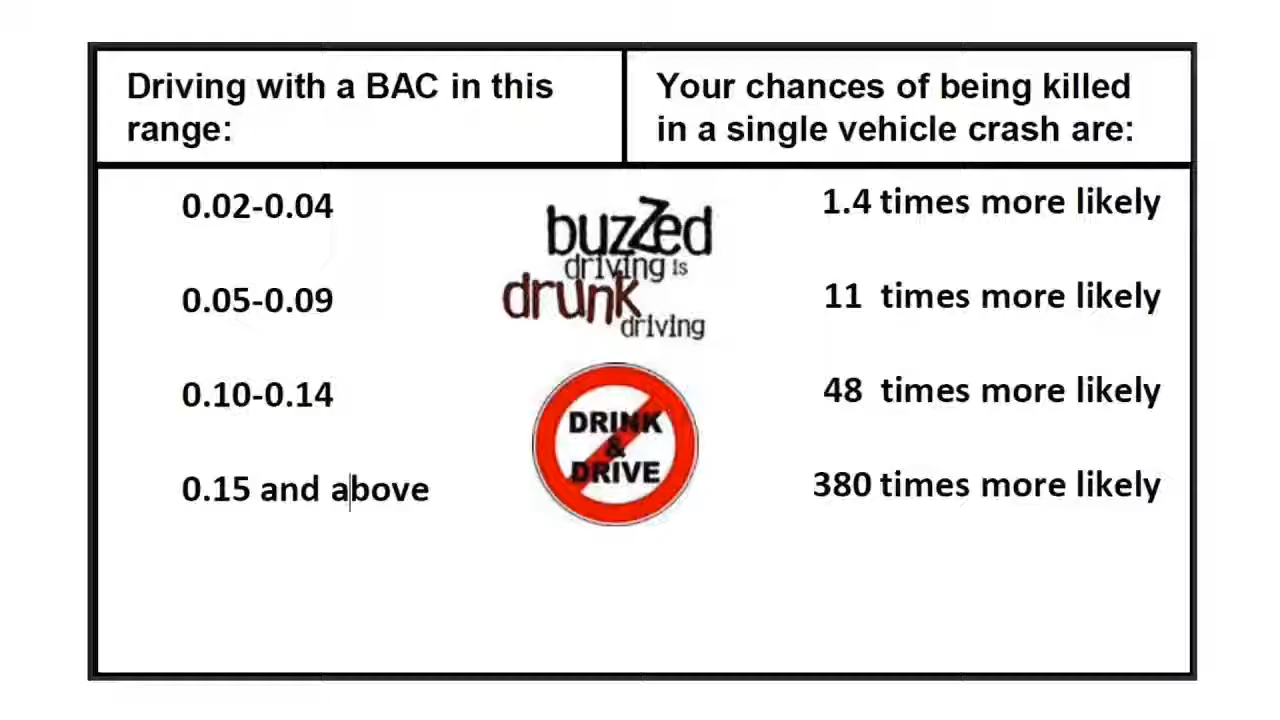 Driving with a BAC in this
range:
Your chances of being killed
in a single vehicle crash are:
0.02-0.04
1.4 times more likely
buzZed
driving is
drunk
driving
0.05-0.09
11 times more likely
0.10-0.14
48 times more likely
DRINK
&
DRIVE
0.15 and above
380 times more likely